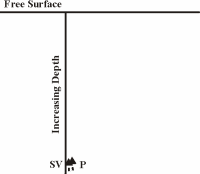 Free Surface
Increasing Depth
SV P